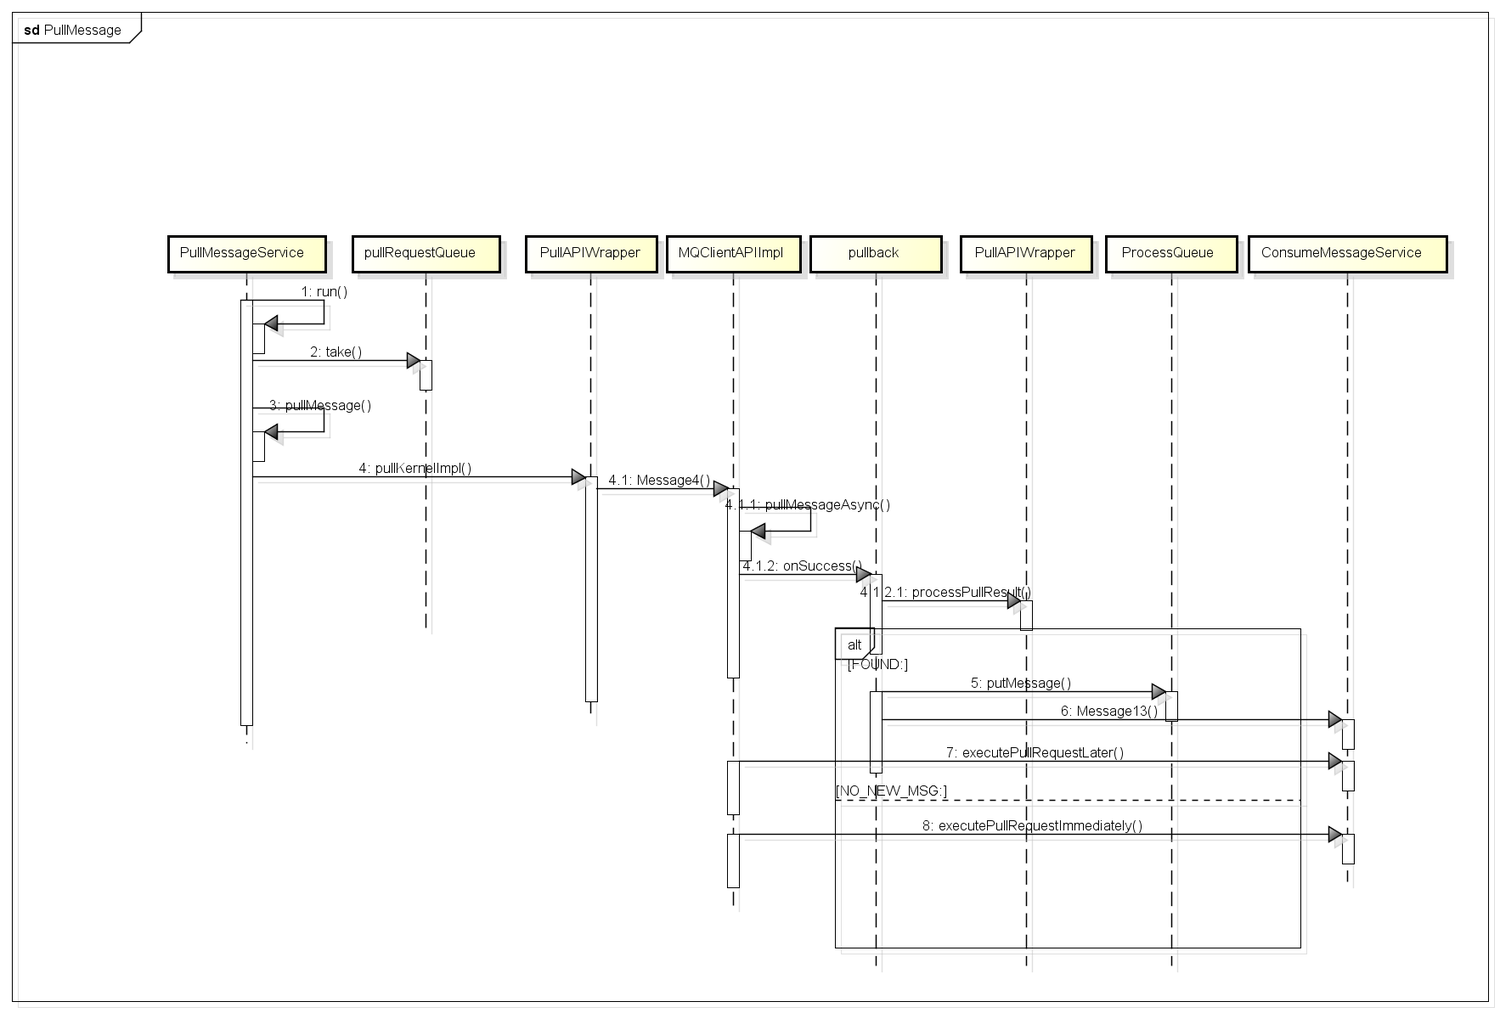 sd PullMessage
PullMessageService
pullRequestQueue
PullAPIWrapper
MQClientAPIImpl
pullback
PullAPIWrapper
ProcessQueue
ConsumeMessageService
1: run()
2: take()
3: pullMessage()
4: pullKernelImpl()
4.1: Message4()
4.1.1: pullMessageAsync()
4.1.2: onSuccess()
4.1.2.1: processPullResult()
alt
[FOUND:]
5: putMessage()
6: Message13()
7: executePullRequestLater()
[NO_NEW_MSG:]
8: executePullRequestImmediately()